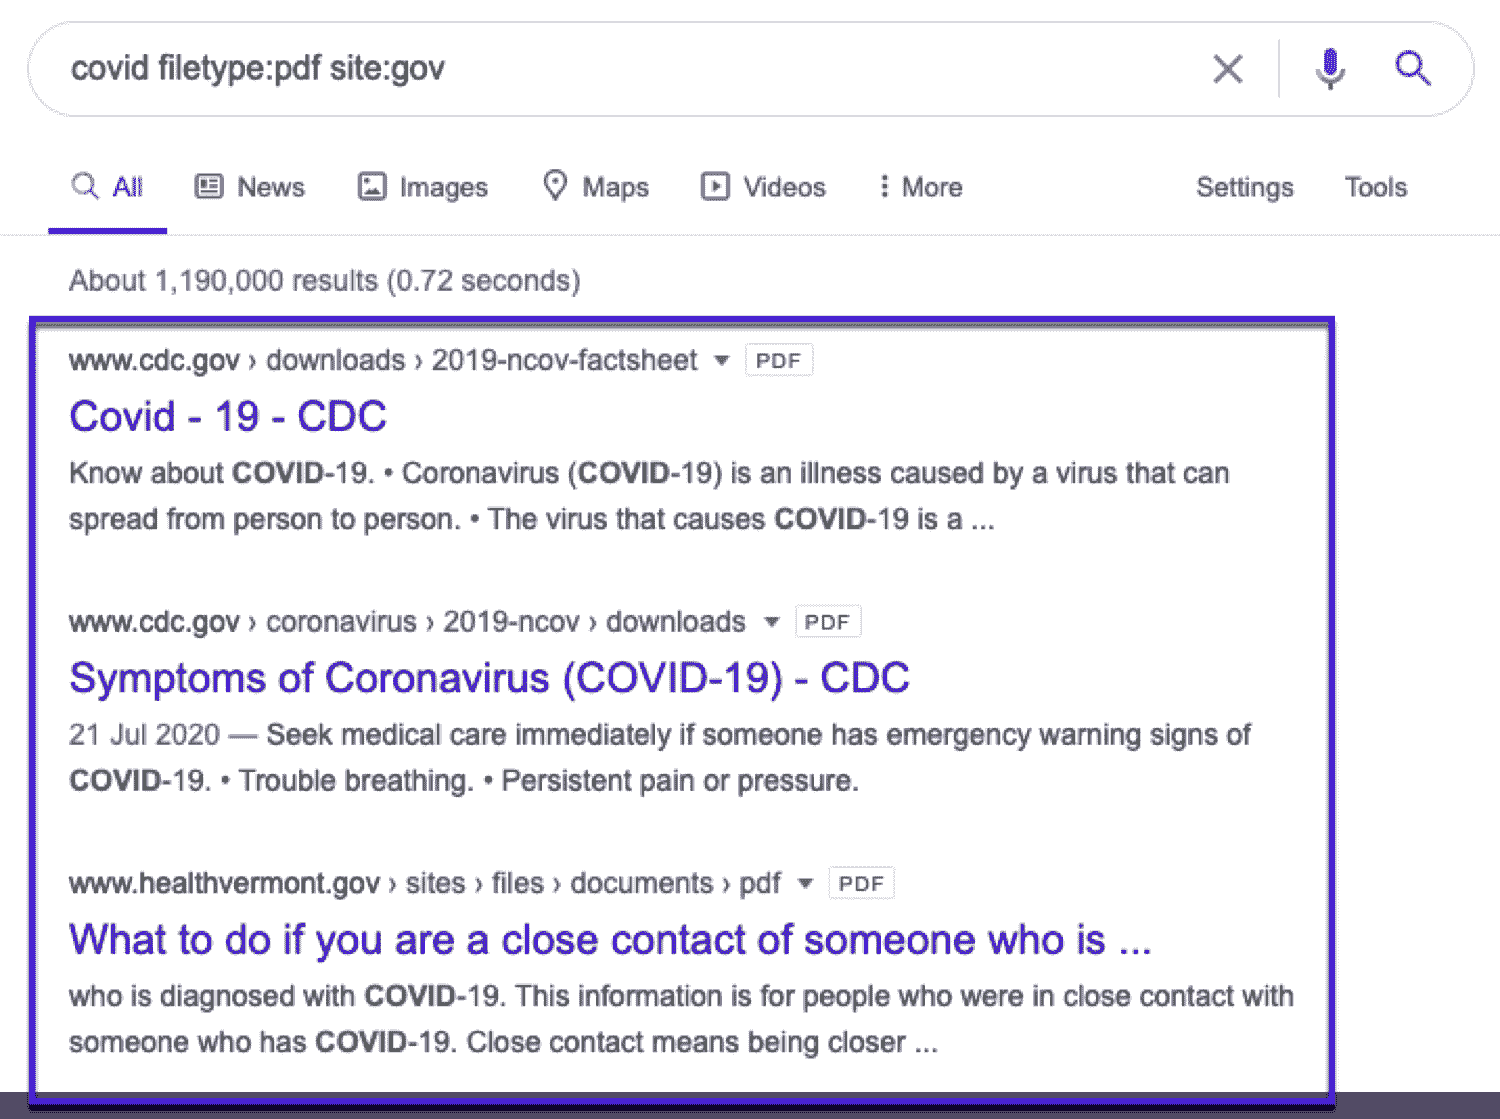 covid filetype:pdf site:gov
All News Images Maps Videos More Settings Tools
About 1,190,000 results (0.72 seconds)
www.cdc.gov › downloads › 2019-ncov-factsheet PDF
Covid - 19 - CDC
Know about COVID-19. • Coronavirus (COVID-19) is an illness caused by a virus that can
spread from person to person. • The virus that causes COVID-19 is a ...
www.cdc.gov › coronavirus › 2019-ncov › downloads PDF
Symptoms of Coronavirus (COVID-19) - CDC
21 Jul 2020 — Seek medical care immediately if someone has emergency warning signs of
COVID-19. • Trouble breathing. • Persistent pain or pressure.
www.healthvermont.gov › sites › files › documents › pdf PDF
What to do if you are a close contact of someone who is ...
who is diagnosed with COVID-19. This information is for people who were in close contact with
someone who has COVID-19. Close contact means being closer ...